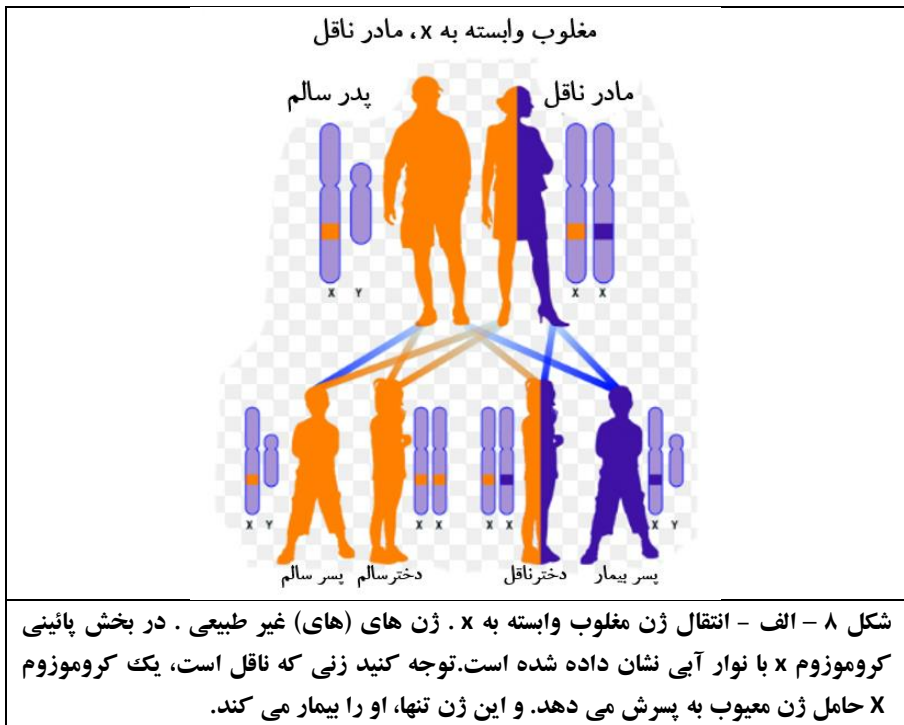 مغلوب وابسته به x، مادر ناقل
پدر سالم
مادر ناقل
X Y
X X
X Y
X X
X X
X Y
پسر سالم
دخترسالم
دخترناقل
پسر بیمار
شکل ۸ – الف - انتقال ژن مغلوب وابسته به x . ژن های (های) غیر طبیعی . در بخش پائینی
کروموزوم x با نوار آبی نشان داده شده است.توجه کنید زنی که ناقل است، یک کروموزوم
X حامل ژن معیوب به پسرش می دهد. و این ژن تنها، او را بیمار می کند.